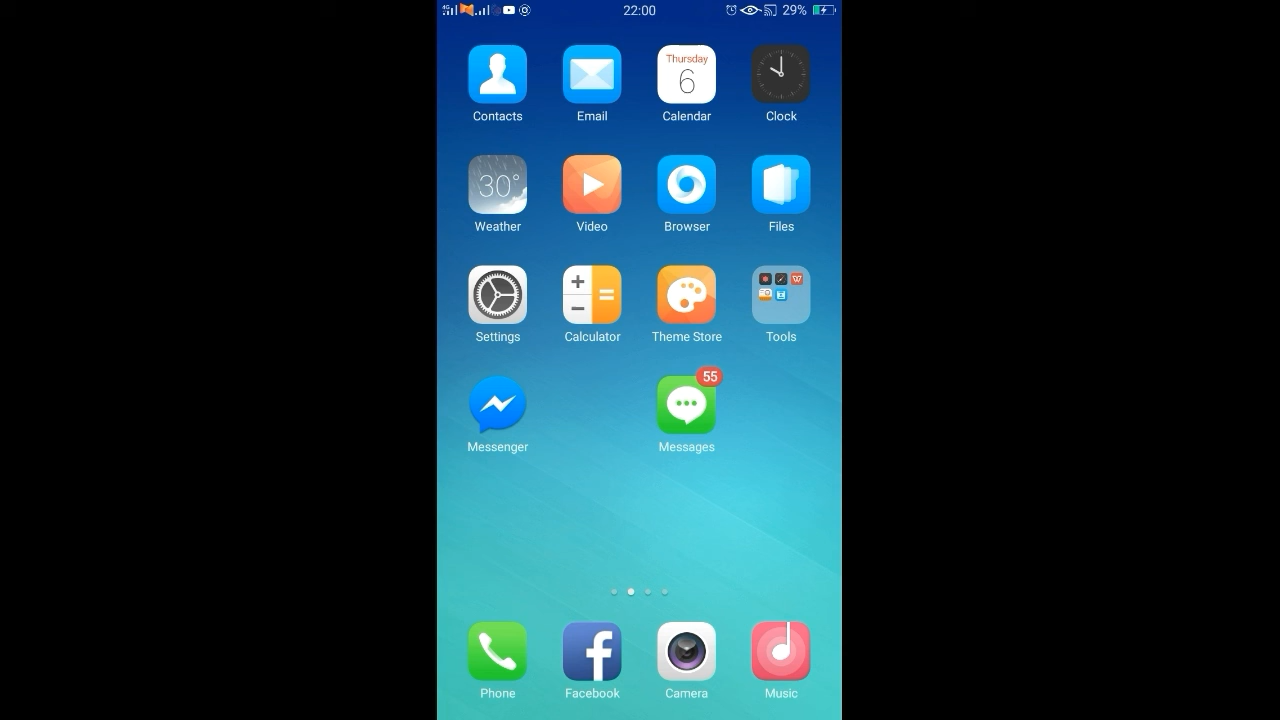 4G 22:00 29%
Thursday
6
Contacts Email Calendar Clock
30°
Weather Video Browser Files
W
Settings Calculator Theme Store Tools
55
Messenger Messages
Phone Facebook Camera Music